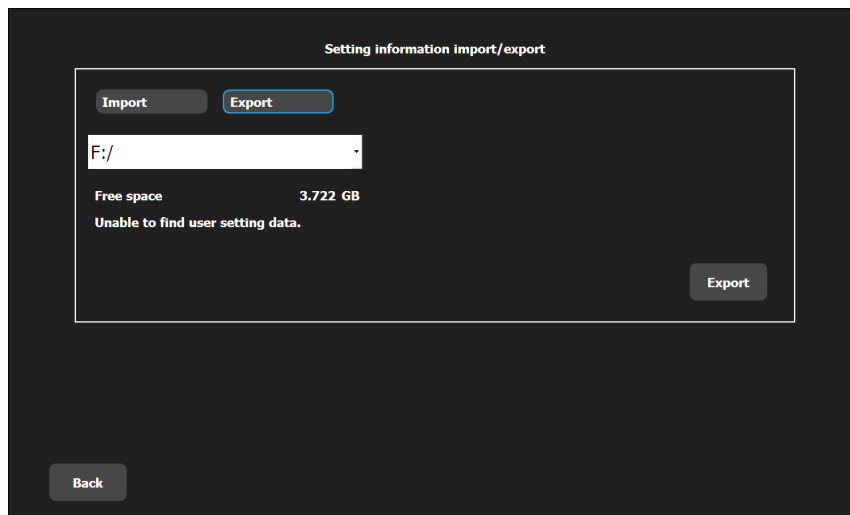 Setting information import/export
Import Export
F:/
Free space 3.722 GB
Unable to find user setting data.
Export
Back